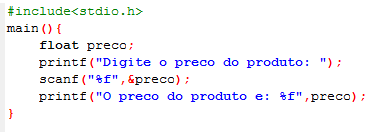 #include<stdio.h>
main(){
    float preco;
    printf("Digite o preco do produto: ");
    scanf("%f",&preco);
    printf("O preco do produto e: %f",preco);
}